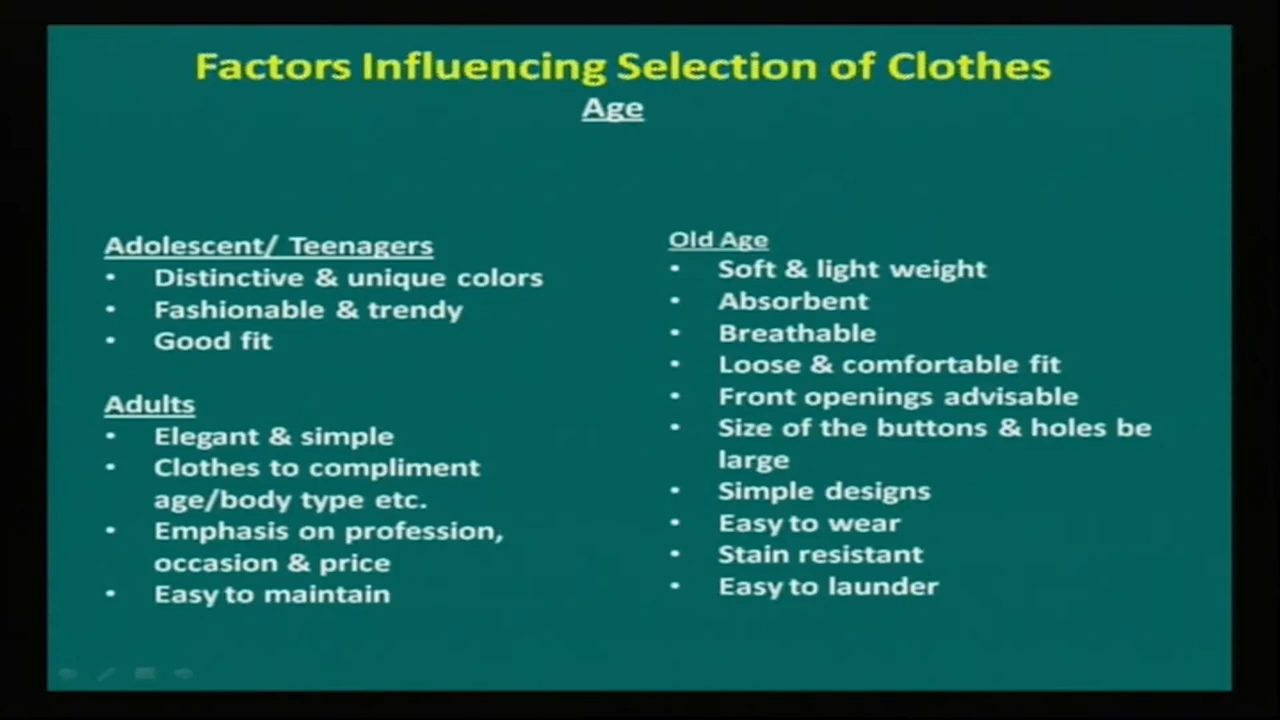 Factors Influencing Selection of Clothes
Age
Adolescent/ Teenagers
• Distinctive & unique colors
• Fashionable & trendy
• Good fit
Adults
• Elegant & simple
• Clothes to compliment
age/body type etc.
• Emphasis on profession,
occasion & price
• Easy to maintain
Old Age
• Soft & light weight
• Absorbent
• Breathable
• Loose & comfortable fit
• Front openings advisable
• Size of the buttons & holes be
large
• Simple designs
• Easy to wear
• Stain resistant
• Easy to launder